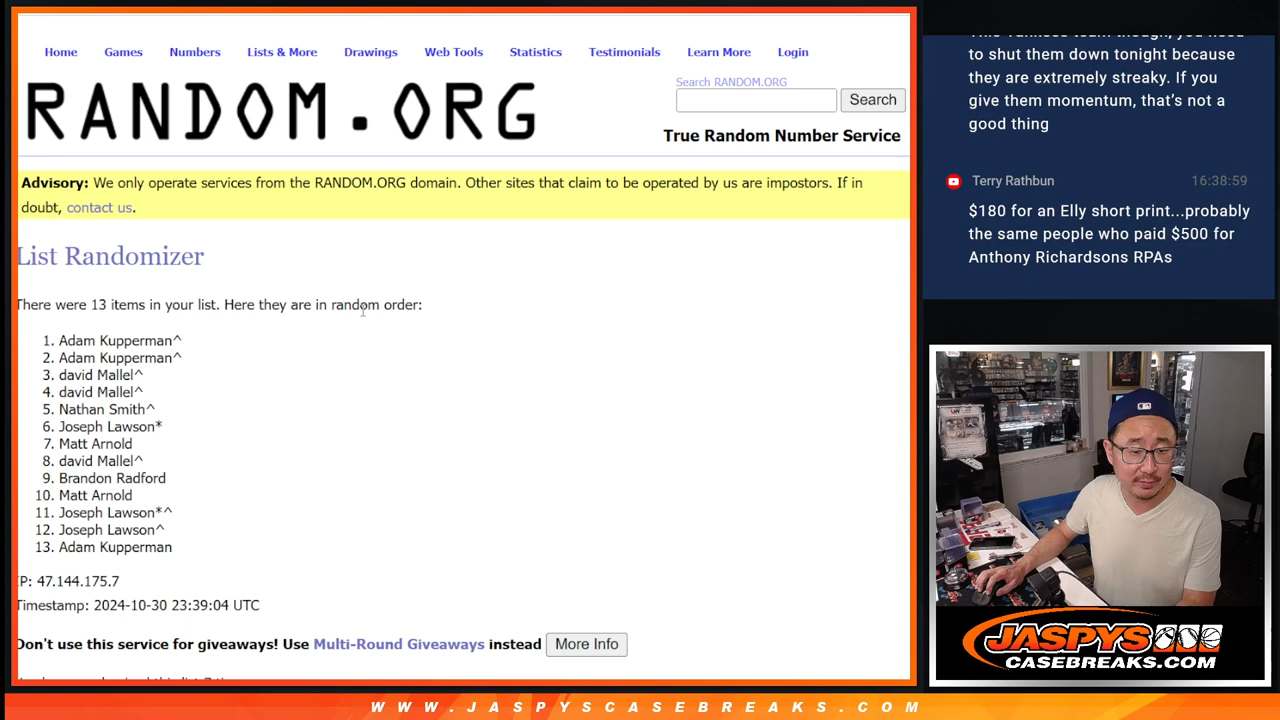 Home Games Numbers Lists & More Drawings Web Tools Statistics Testimonials Learn More Login
RANDOM.ORG
Search RANDOM.ORG
Search
True Random Number Service
Advisory: We only operate services from the RANDOM.ORG domain. Other sites that claim to be operated by us are impostors. If in
doubt, contact us.
List Randomizer
There were 13 items in your list. Here they are in random order:
1. Adam Kupperman^
2. Adam Kupperman^
3. david Mallel^
4. david Mallel^
5. Nathan Smith^
6. Joseph Lawson*
7. Matt Arnold
8. david Mallel^
9. Brandon Radford
10. Matt Arnold
11. Joseph Lawson*^
12. Joseph Lawson^
13. Adam Kupperman
IP: 47.144.175.7
Timestamp: 2024-10-30 23:39:04 UTC
Don't use this service for giveaways! Use Multi-Round Giveaways instead More Info
to shut them down tonight because
they are extremely streaky. If you
give them momentum, that's not a
good thing
Terry Rathbun 16:38:59
$180 for an Elly short print...probably
the same people who paid $500 for
Anthony Richardsons RPAs
JASPYS
CASEBREAKS.COM
WWW.JASPYSCASEBREAKS.COM